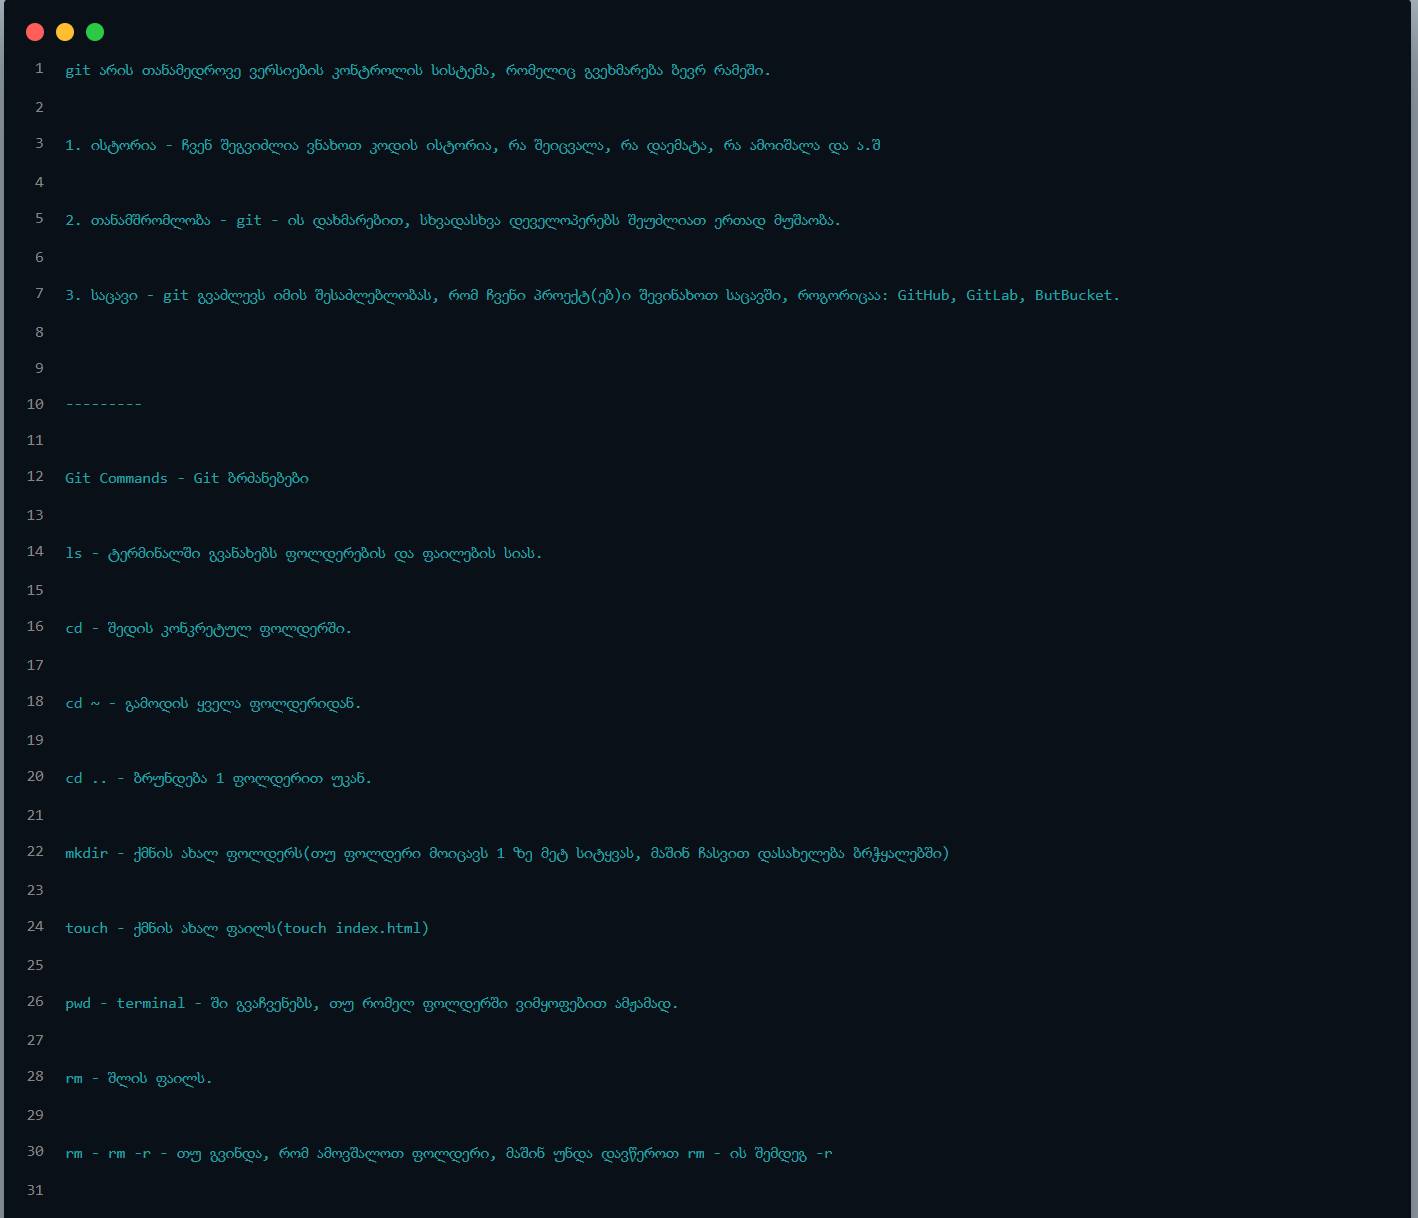 1 git არის თანამედროვე ვერსიების კონტროლის სისტემა, რომელიც გვეხმარება ბევრ რამეში.
2
3 1. ისტორია - ჩვენ შეგვიძლია ვნახოთ კოდის ისტორია, რა შეიცვალა, რა დაემატა, რა ამოიშალა და ა.შ
4
5 2. თანამშრომლობა - git - ის დახმარებით, სხვადასხვა დეველოპერებს შეუძლიათ ერთად მუშაობა.
6
7 3. საცავი - git გვაძლევს იმის შესაძლებლობას, რომ ჩვენი პროექტ(ებ)ი შევინახოთ საცავში, როგორიცაა: GitHub, GitLab, ButBucket.
8
9
10 ---------
11
12 Git Commands - Git ბრძანებები
13
14 ls - ტერმინალში გვანახებს ფოლდერების და ფაილების სიას.
15
16 cd - შედის კონკრეტულ ფოლდერში.
17
18 cd ~ - გამოდის ყველა ფოლდერიდან.
19
20 cd .. - ბრუნდება 1 ფოლდერით უკან.
21
22 mkdir - ქმნის ახალ ფოლდერს(თუ ფოლდერი მოიცავს 1 ზე მეტ სიტყვას, მაშინ ჩასვით დასახელება ბრჭყალებში)
23
24 touch - ქმნის ახალ ფაილს(touch index.html)
25
26 pwd - terminal - ში გვაჩვენებს, თუ რომელ ფოლდერში ვიმყოფებით ამჟამად.
27
28 rm - შლის ფაილს.
29
30 rm - rm -r - თუ გვინდა, რომ ამოვშალოთ ფოლდერი, მაშინ უნდა დავწეროთ rm - ის შემდეგ -r
31